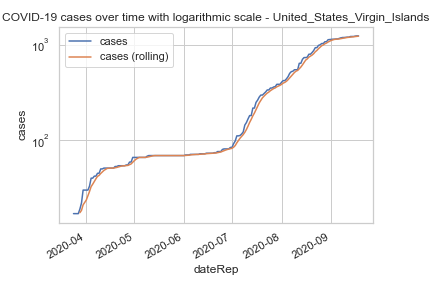 COVID-19 cases over time with logarithmic scale - United_States_Virgin_Islands
cases
cases (rolling)
10³
10²
cases
2020-04
2020-05
2020-06
2020-07
2020-08
2020-09
dateRep